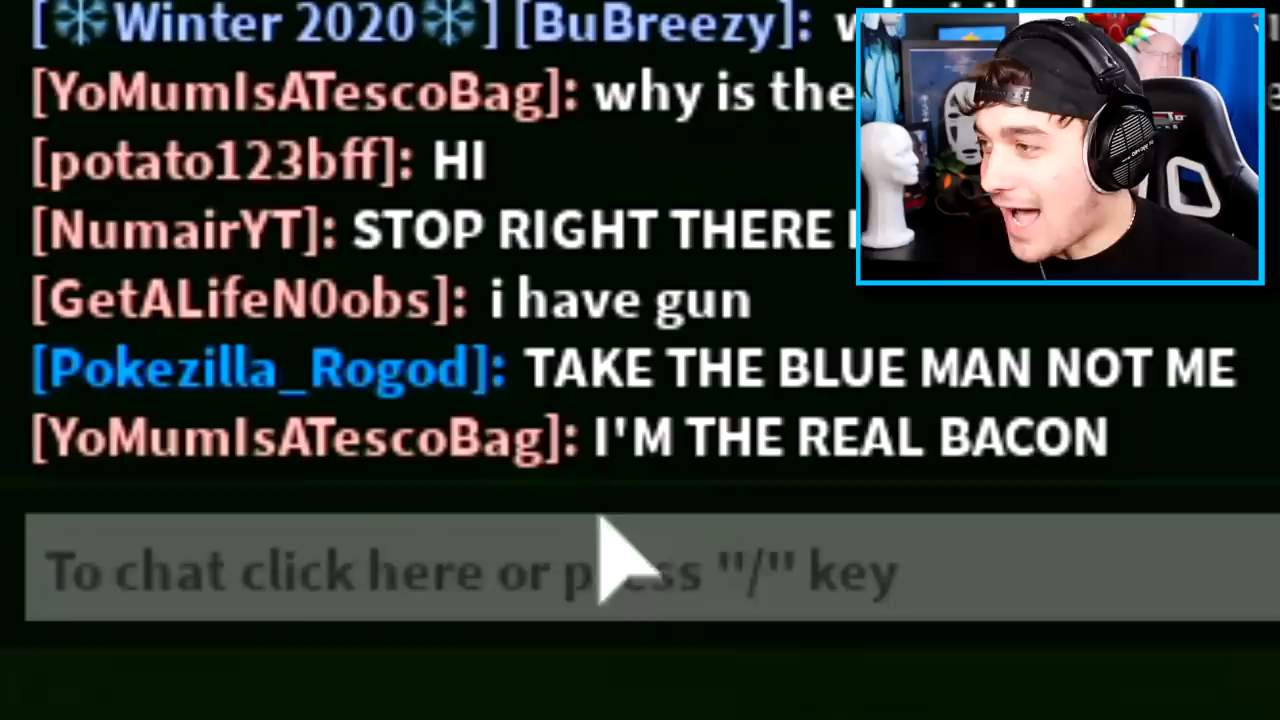 [❄Winter 2020❄] [BuBreezy]:
[YoMumIsATescoBag]: why is the
[potato123bff]: HI
[NumairYT]: STOP RIGHT THERE
[GetALifeN0obs]: i have gun
[Pokezilla_Rogod]: TAKE THE BLUE MAN NOT ME
[YoMumIsATescoBag]: I'M THE REAL BACON
To chat click here or press "/" key